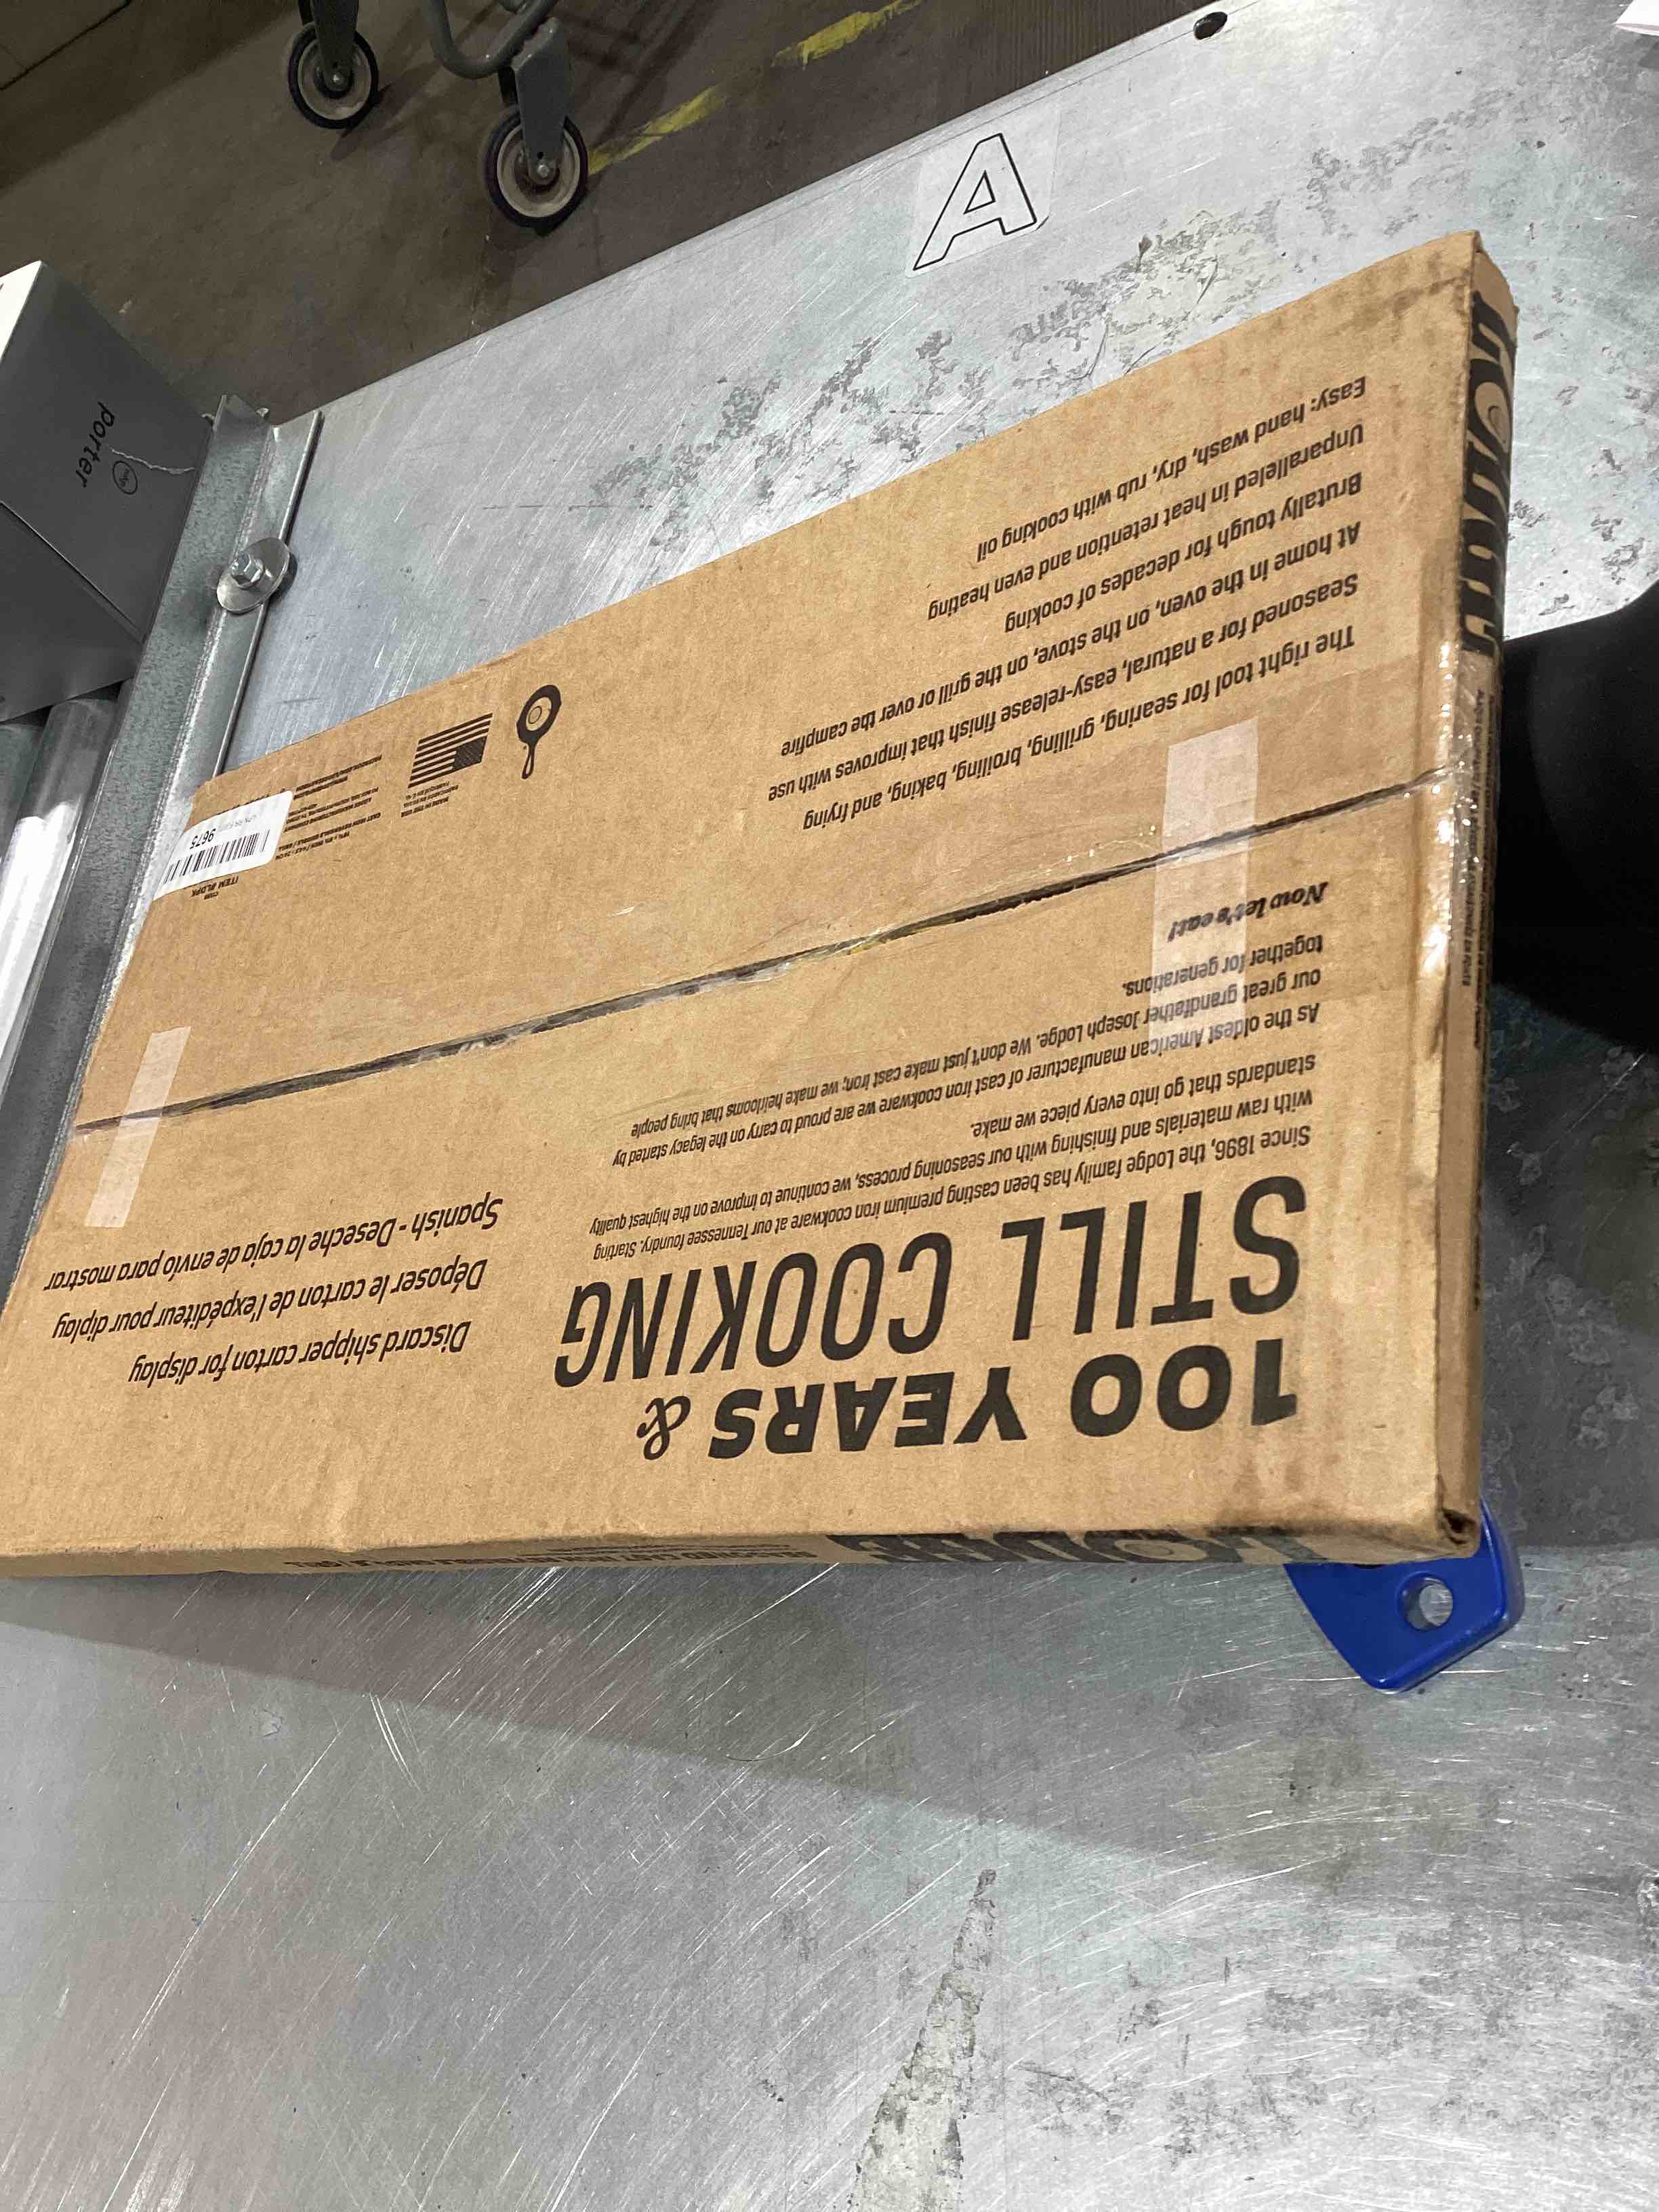 A
porter
100 YEARS &
STILL COOKING
Since 1896, the Lodge family has been casting premium iron cookware at our Tennessee foundry. Starting
with raw materials and finishing with our seasoning process, we continue to improve on the highest quality
standards that go into every piece we make.
As the oldest American manufacturer of cast iron cookware we are proud to carry on the legacy started by
our great grandfather Joseph Lodge. We don't just make cast iron; we make heirlooms that bring people
together for generations.
Now let's eat!
Discard shipper carton for display
Déposer le carton de l'expéditeur pour diplay
Spanish - Deseche la caja de envío para mostrar
The right tool for searing, grilling, broiling, baking, and frying
Seasoned for a natural, easy-release finish that improves with use
At home in the oven, on the stove, on the grill or over the campfire
Brutally tough for decades of cooking
Unparalleled in heat retention and even heating
Easy: hand wash, dry, rub with cooking oil
MADE IN THE USA
ITEM #LDPK
9675
LODGE